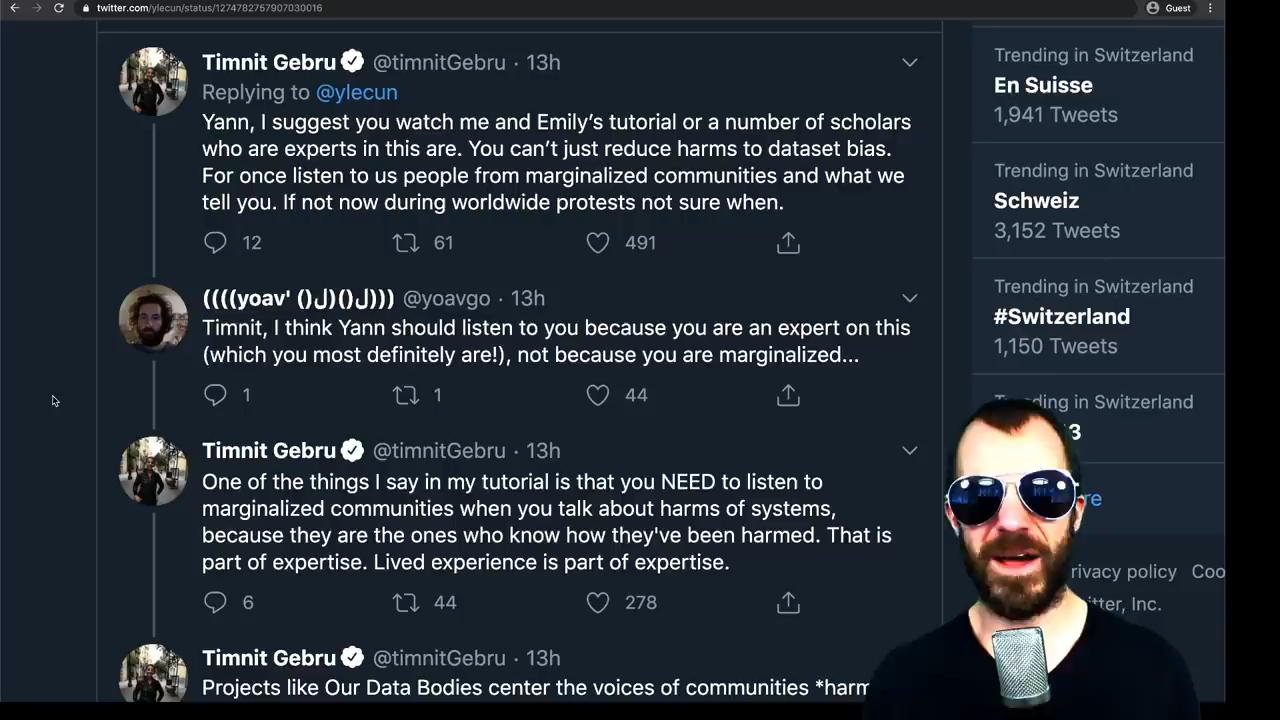 twitter.com/ylecun/status/1274782757907030016
Guest
Timnit Gebru @timnitGebru · 13h
Replying to @ylecun
Yann, I suggest you watch me and Emily's tutorial or a number of scholars
who are experts in this are. You can't just reduce harms to dataset bias.
For once listen to us people from marginalized communities and what we
tell you. If not now during worldwide protests not sure when.
12 61 491
((((yoav' ()ل)()ل))) @yoavgo · 13h
Timnit, I think Yann should listen to you because you are an expert on this
(which you most definitely are!), not because you are marginalized...
1 1 44
Timnit Gebru @timnitGebru · 13h
One of the things I say in my tutorial is that you NEED to listen to
marginalized communities when you talk about harms of systems,
because they are the ones who know how they've been harmed. That is
part of expertise. Lived experience is part of expertise.
6 44 278
Timnit Gebru @timnitGebru · 13h
Projects like Our Data Bodies center the voices of communities *harm
Trending in Switzerland
En Suisse
1,941 Tweets
Trending in Switzerland
Schweiz
3,152 Tweets
Trending in Switzerland
#Switzerland
1,150 Tweets
Trending in Switzerland
3
re
rivacy policy Coo
itter, Inc.